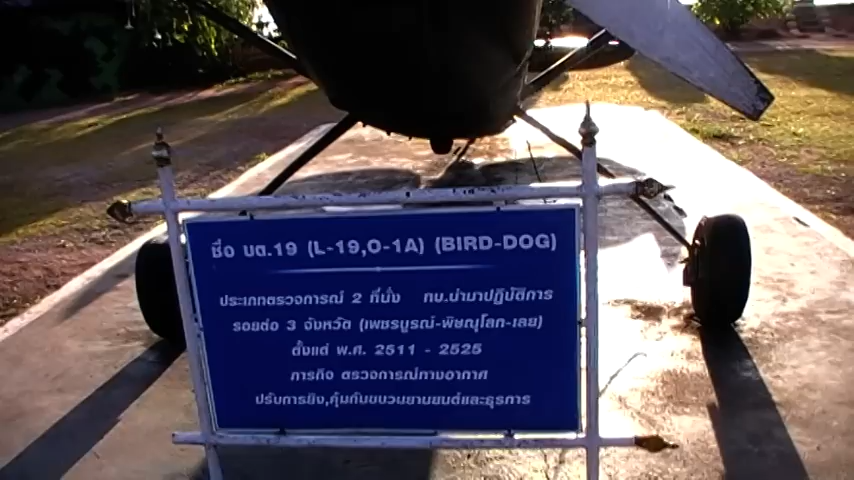 ชื่อ บต.19 (L-19,O-1A) (BIRD-DOG)
ประเภทตรวจการณ์ 2 ที่นั่ง ทบ.นำมาปฏิบัติการ
รอยต่อ 3 จังหวัด (เพชรบูรณ์-พิษณุโลก-เลย)
ตั้งแต่ พ.ศ. 2511 - 2525
ภารกิจ ตรวจการณ์ทางอากาศ
ปรับการยิง,คุ้มกันขบวนยานยนต์และธุรการ